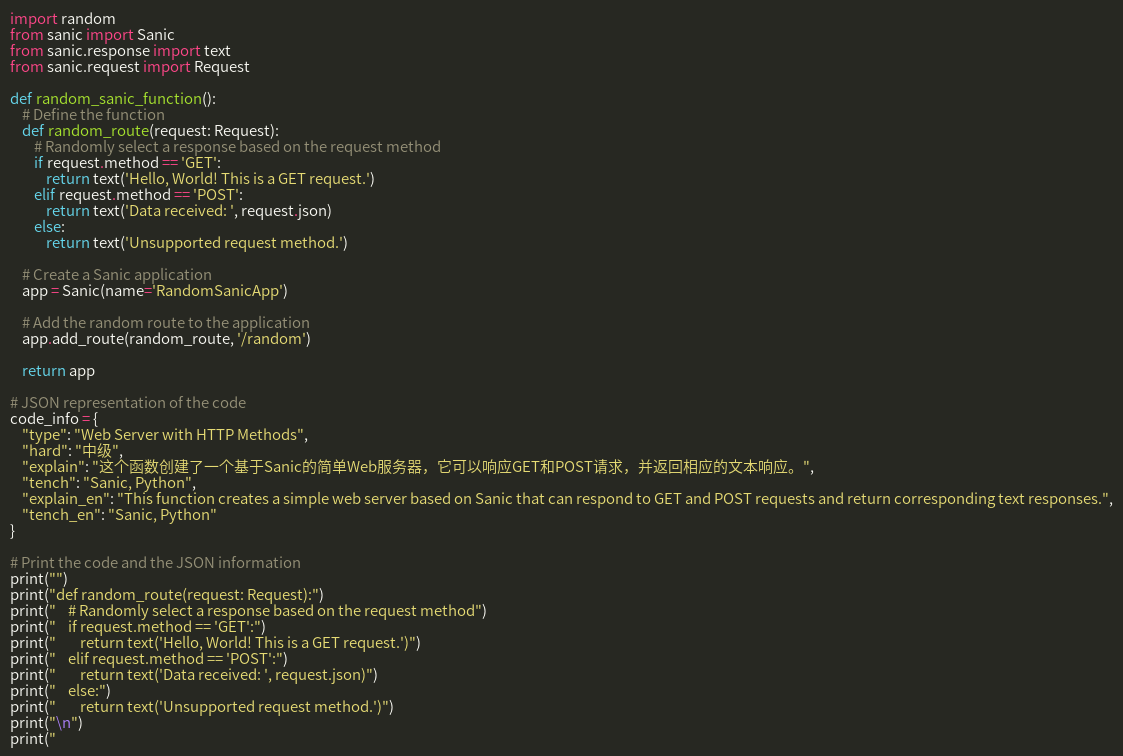 import random
from sanic import Sanic
from sanic.response import text
from sanic.request import Request

def random_sanic_function():
    # Define the function
    def random_route(request: Request):
        # Randomly select a response based on the request method
        if request.method == 'GET':
            return text('Hello, World! This is a GET request.')
        elif request.method == 'POST':
            return text('Data received: ', request.json)
        else:
            return text('Unsupported request method.')

    # Create a Sanic application
    app = Sanic(name='RandomSanicApp')

    # Add the random route to the application
    app.add_route(random_route, '/random')

    return app

# JSON representation of the code
code_info = {
    "type": "Web Server with HTTP Methods",
    "hard": "中级",
    "explain": "这个函数创建了一个基于Sanic的简单Web服务器，它可以响应GET和POST请求，并返回相应的文本响应。",
    "tench": "Sanic, Python",
    "explain_en": "This function creates a simple web server based on Sanic that can respond to GET and POST requests and return corresponding text responses.",
    "tench_en": "Sanic, Python"
}

# Print the code and the JSON information
print("")
print("def random_route(request: Request):")
print("    # Randomly select a response based on the request method")
print("    if request.method == 'GET':")
print("        return text('Hello, World! This is a GET request.')")
print("    elif request.method == 'POST':")
print("        return text('Data received: ', request.json)")
print("    else:")
print("        return text('Unsupported request method.')")
print("\n")
print("